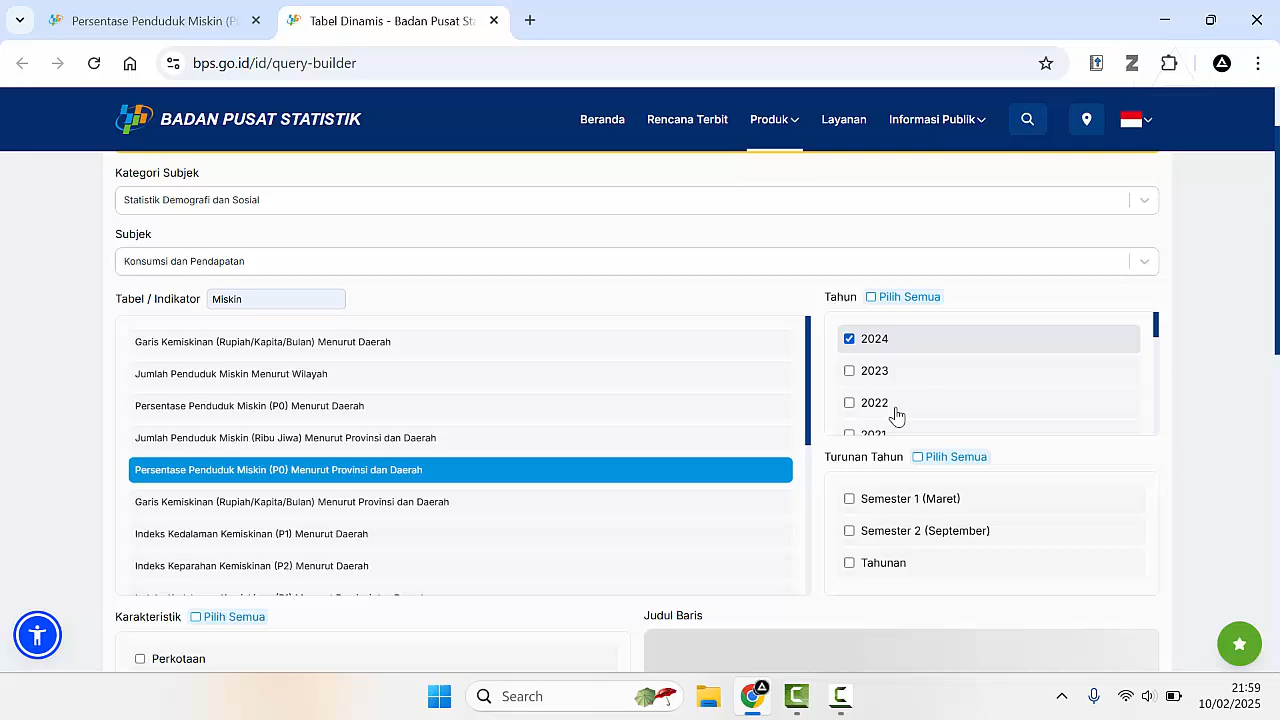 Persentase Penduduk Miskin (P
Tabel Dinamis - Badan Pusat St
bps.go.id/id/query-builder
BADAN PUSAT STATISTIK
Beranda Rencana Terbit Produk Layanan Informasi Publik
Kategori Subjek
Statistik Demografi dan Sosial
Subjek
Konsumsi dan Pendapatan
Tabel / Indikator Miskin
Garis Kemiskinan (Rupiah/Kapita/Bulan) Menurut Daerah
Jumlah Penduduk Miskin Menurut Wilayah
Persentase Penduduk Miskin (P0) Menurut Daerah
Jumlah Penduduk Miskin (Ribu Jiwa) Menurut Provinsi dan Daerah
Persentase Penduduk Miskin (P0) Menurut Provinsi dan Daerah
Garis Kemiskinan (Rupiah/Kapita/Bulan) Menurut Provinsi dan Daerah
Indeks Kedalaman Kemiskinan (P1) Menurut Daerah
Indeks Keparahan Kemiskinan (P2) Menurut Daerah
Tahun Pilih Semua
2024
2023
2022
2021
Turunan Tahun Pilih Semua
Semester 1 (Maret)
Semester 2 (September)
Tahunan
Karakteristik Pilih Semua
Perkotaan
Judul Baris
Search
21:59
10/02/2025